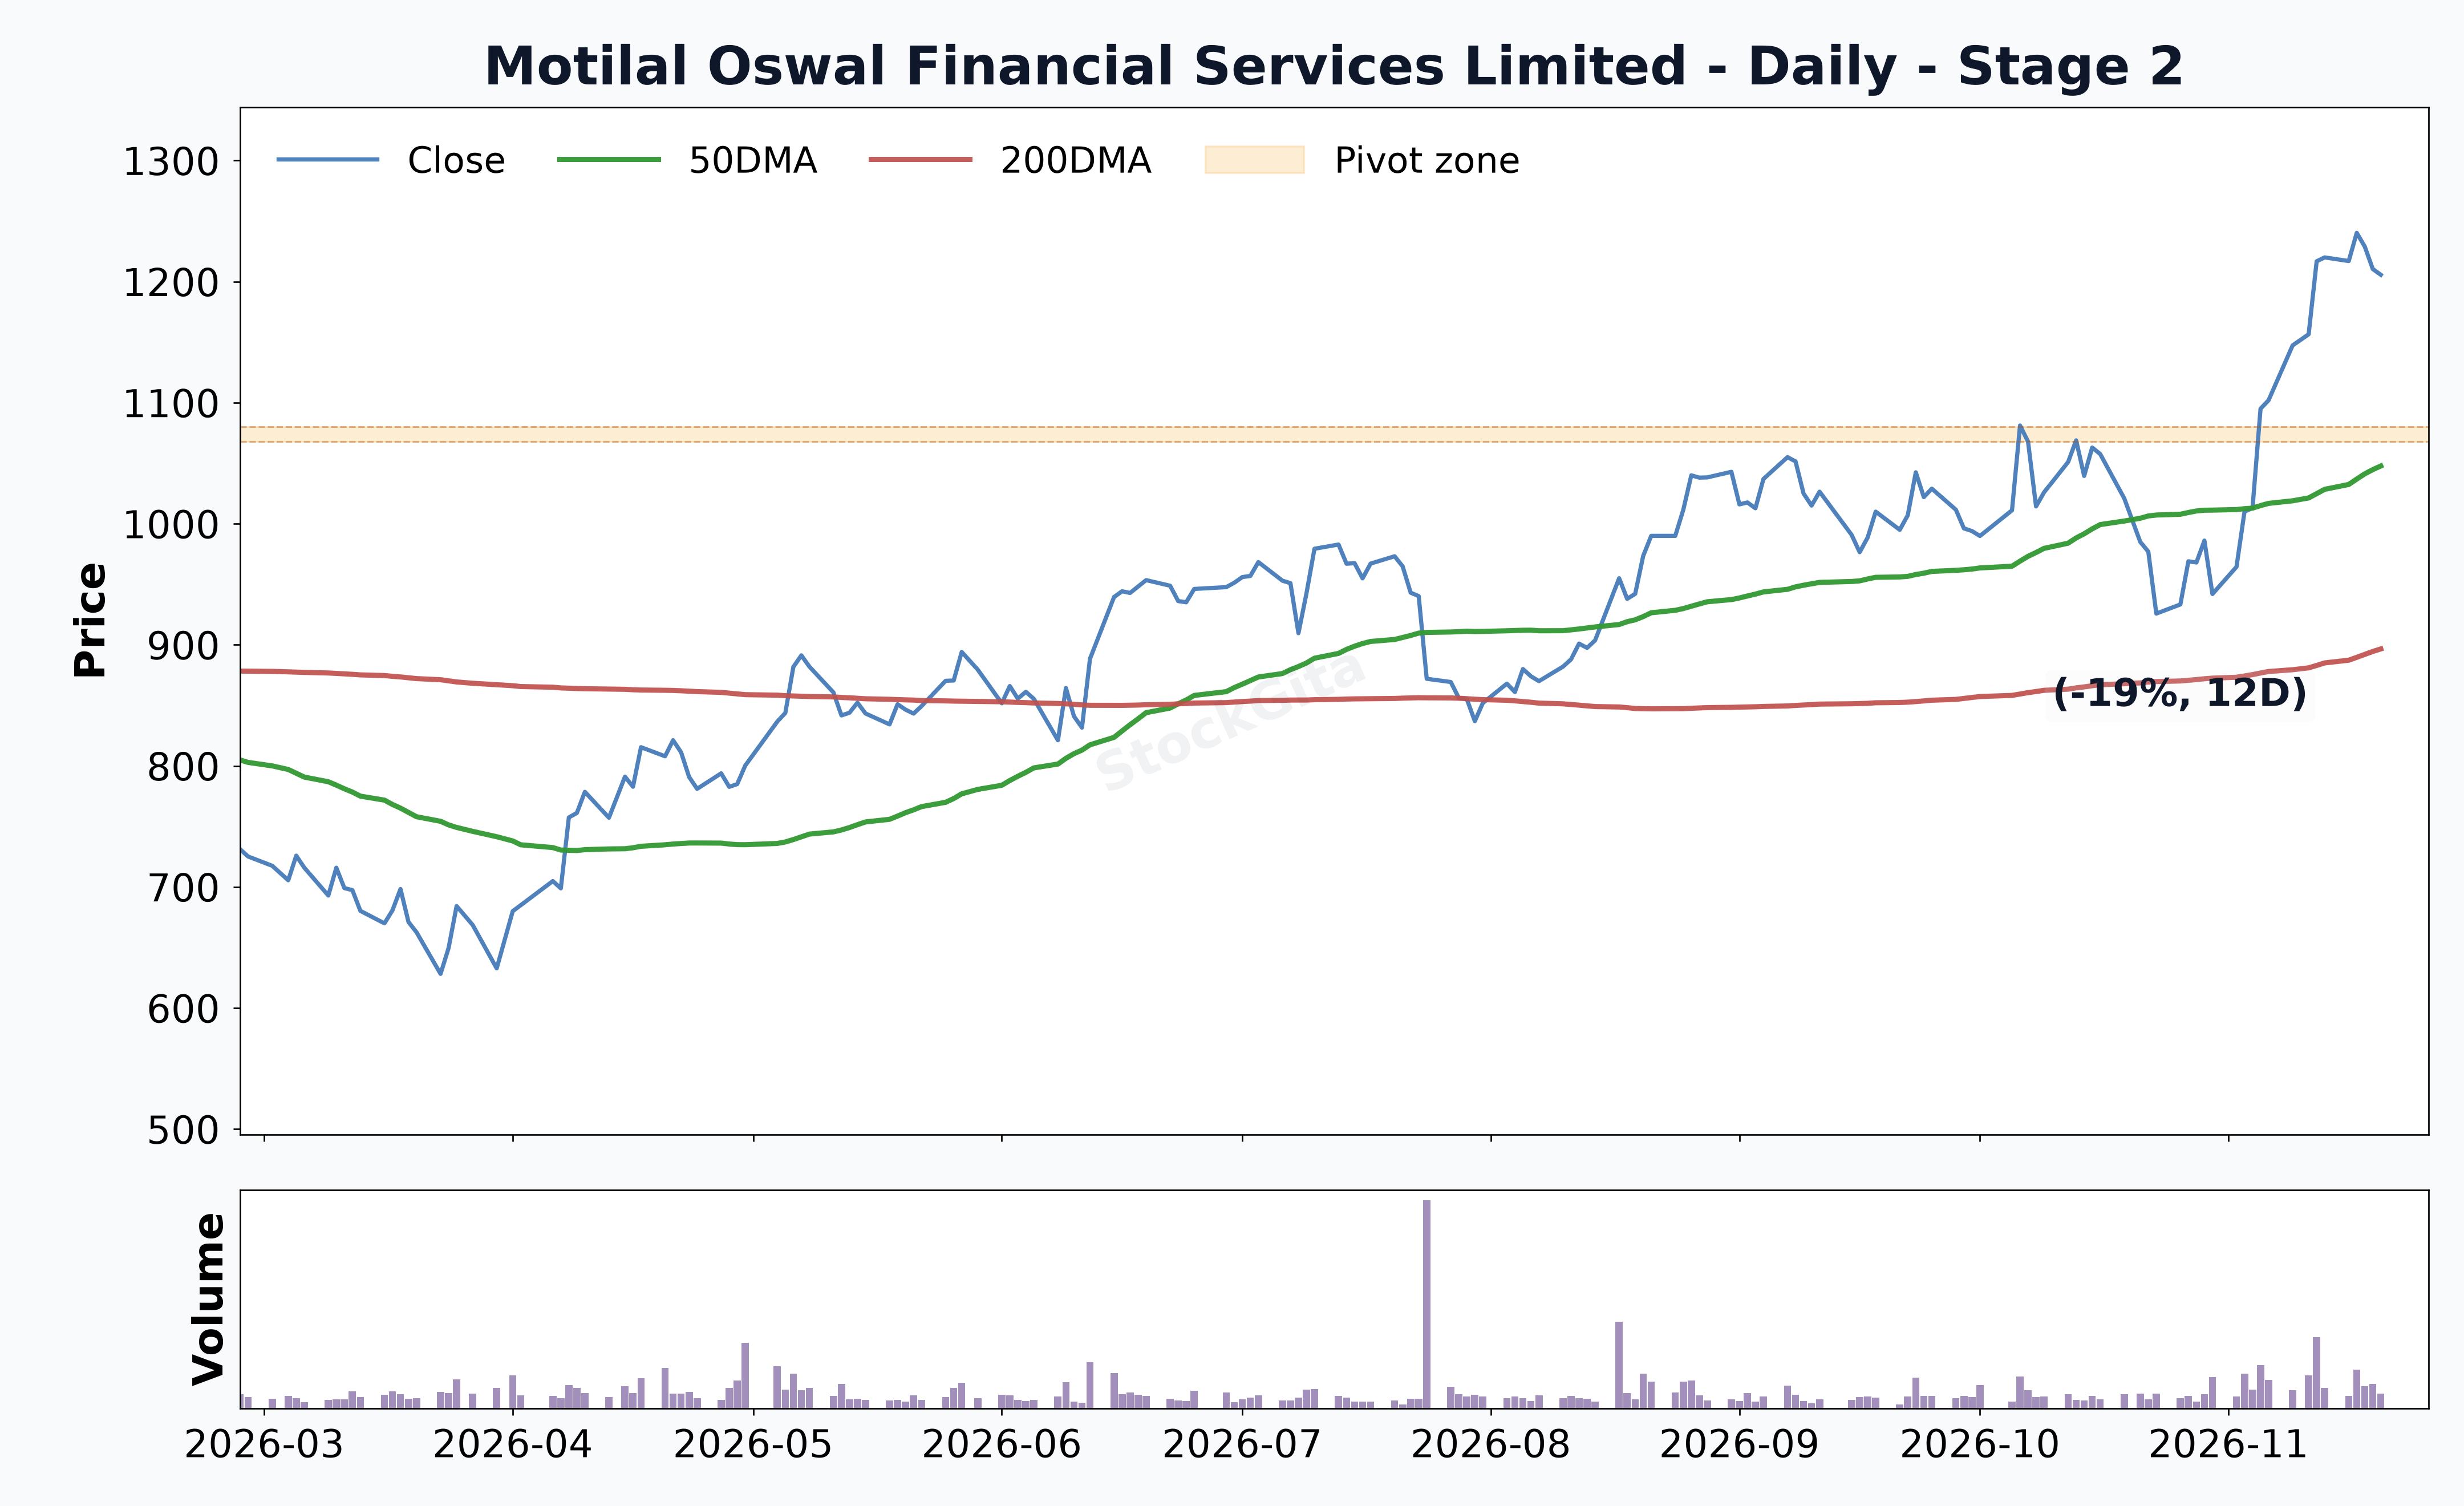 Motilal Oswal Financial Services Limited - Daily - Stage 2
Close 50DMA 200DMA Pivot zone
1300
1200
1100
1000
900
800
700
600
500
Price
(-19%, 12D)
StockGita
Volume
2026-03 2026-04 2026-05 2026-06 2026-07 2026-08 2026-09 2026-10 2026-11